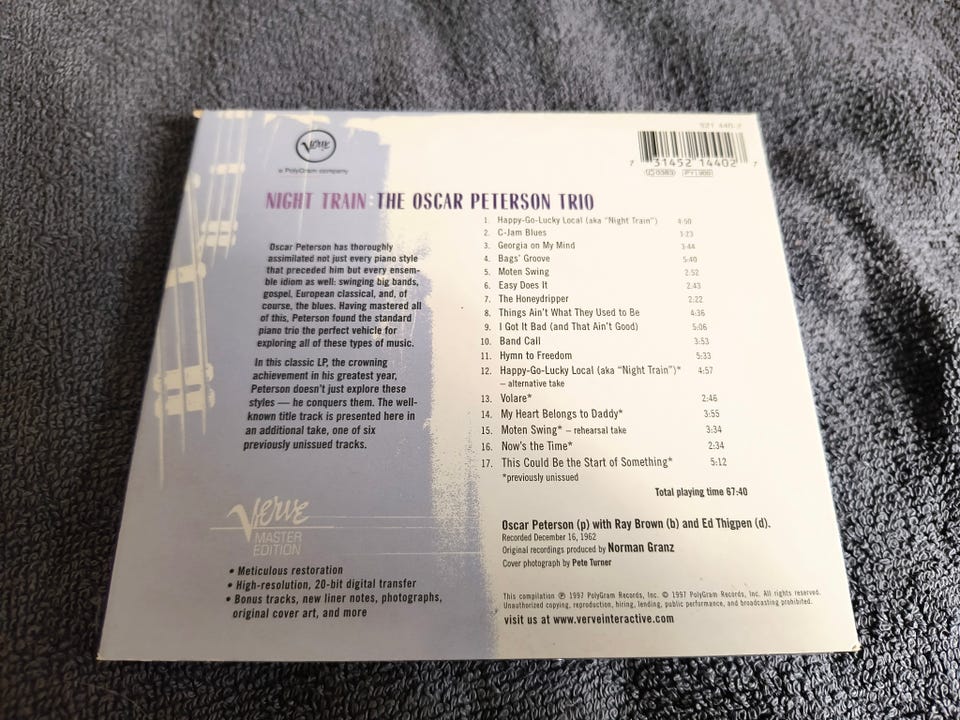 Verve
a PolyGram company
521 440-2
7 31452 14402 7
NIGHT TRAIN : THE OSCAR PETERSON TRIO
Oscar Peterson has thoroughly
assimilated not just every piano style
that preceded him but every ensem-
ble idiom as well: swinging big bands,
gospel, European classical, and, of
course, the blues. Having mastered all
of this, Peterson found the standard
piano trio the perfect vehicle for
exploring all of these types of music.
In this classic LP, the crowning
achievement in his greatest year,
Peterson doesn't just explore these
styles — he conquers them. The well-
known title track is presented here in
an additional take, one of six
previously unissued tracks.
1. Happy-Go-Lucky Local (aka "Night Train") 4:50
2. C-Jam Blues 1:23
3. Georgia on My Mind 3:44
4. Bags' Groove 5:40
5. Moten Swing 2:52
6. Easy Does It 2:43
7. The Honeydripper 2:22
8. Things Ain't What They Used to Be 4:36
9. I Got It Bad (and That Ain't Good) 5:06
10. Band Call 3:53
11. Hymn to Freedom 5:33
12. Happy-Go-Lucky Local (aka "Night Train")* 4:57
– alternative take
13. Volare* 2:46
14. My Heart Belongs to Daddy* 3:55
15. Moten Swing* – rehearsal take 3:34
16. Now's the Time* 2:34
17. This Could Be the Start of Something* 5:12
*previously unissued
Total playing time 67:40
Verve
MASTER
EDITION
• Meticulous restoration
• High-resolution, 20-bit digital transfer
• Bonus tracks, new liner notes, photographs,
original cover art, and more
Oscar Peterson (p) with Ray Brown (b) and Ed Thigpen (d).
Recorded December 16, 1962
Original recordings produced by Norman Granz
Cover photograph by Pete Turner
This compilation ℗ 1997 PolyGram Records, Inc. © 1997 PolyGram Records, Inc. All rights reserved.
Unauthorized copying, reproduction, hiring, lending, public performance, and broadcasting prohibited.
visit us at www.verveinteractive.com